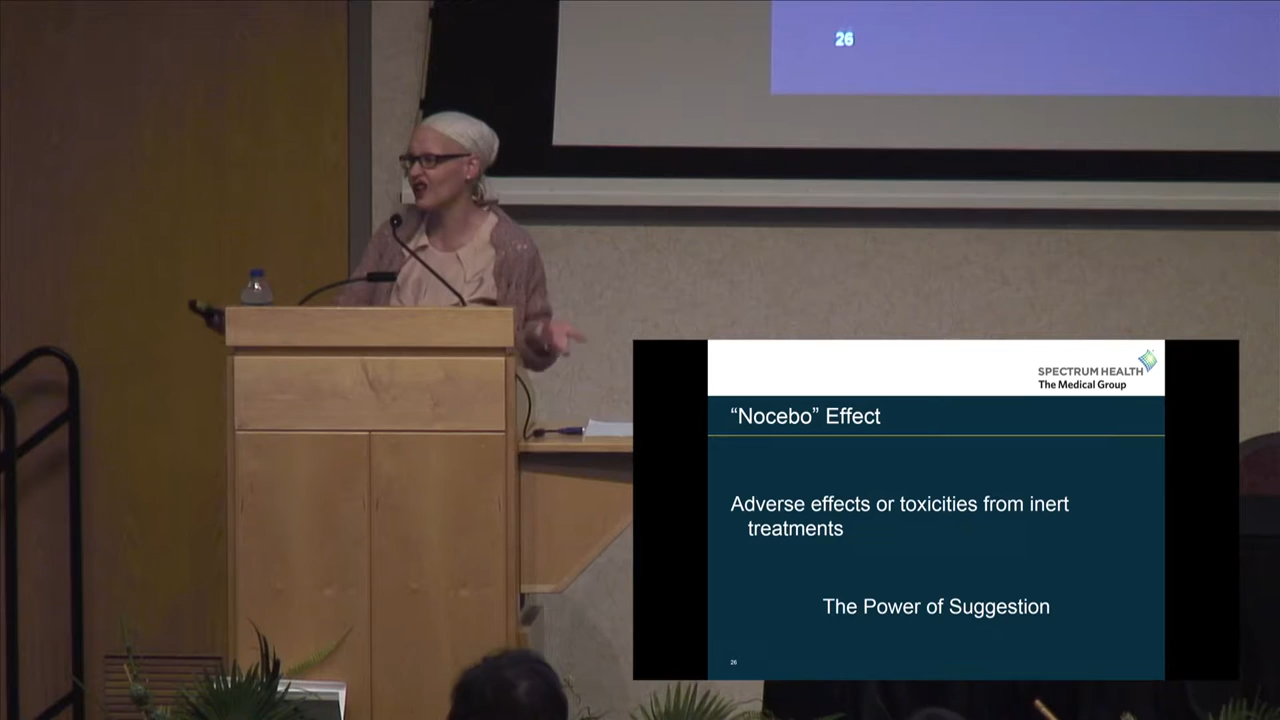 26
SPECTRUM HEALTH
The Medical Group
“Nocebo” Effect
Adverse effects or toxicities from inert
treatments
The Power of Suggestion
26